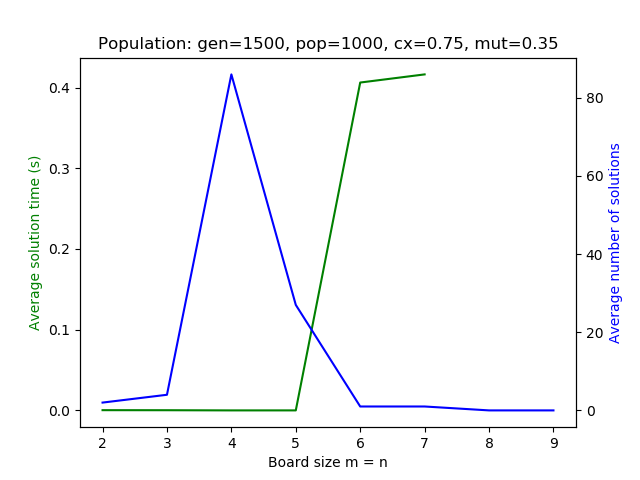 Population: gen=1500, pop=1000, cx=0.75, mut=0.35
0.4
0.3
0.2
0.1
0.0
Average solution time (s)
80
60
40
20
0
Average number of solutions
2 3 4 5 6 7 8 9
Board size m = n